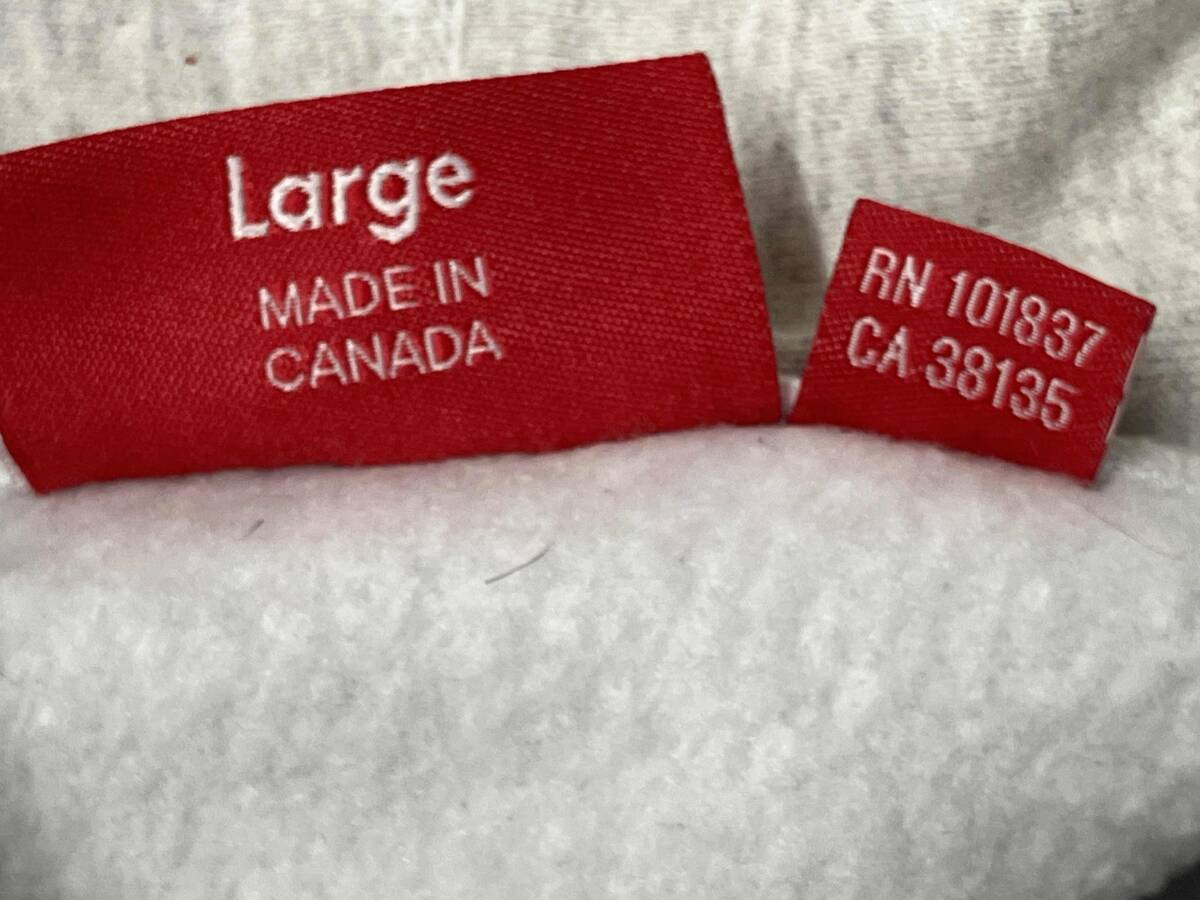 Large
MADE IN
CANADA
RN 101837
CA 38135